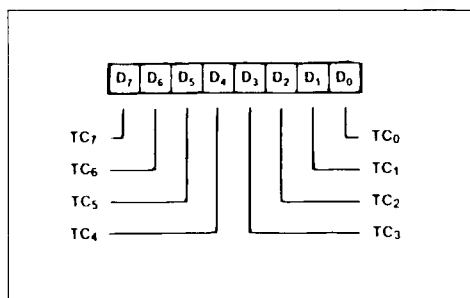 D₇ D₆ D₅ D₄ D₃ D₂ D₁ D₀
TC₇ TC₀
TC₆ TC₁
TC₅ TC₂
TC₄ TC₃